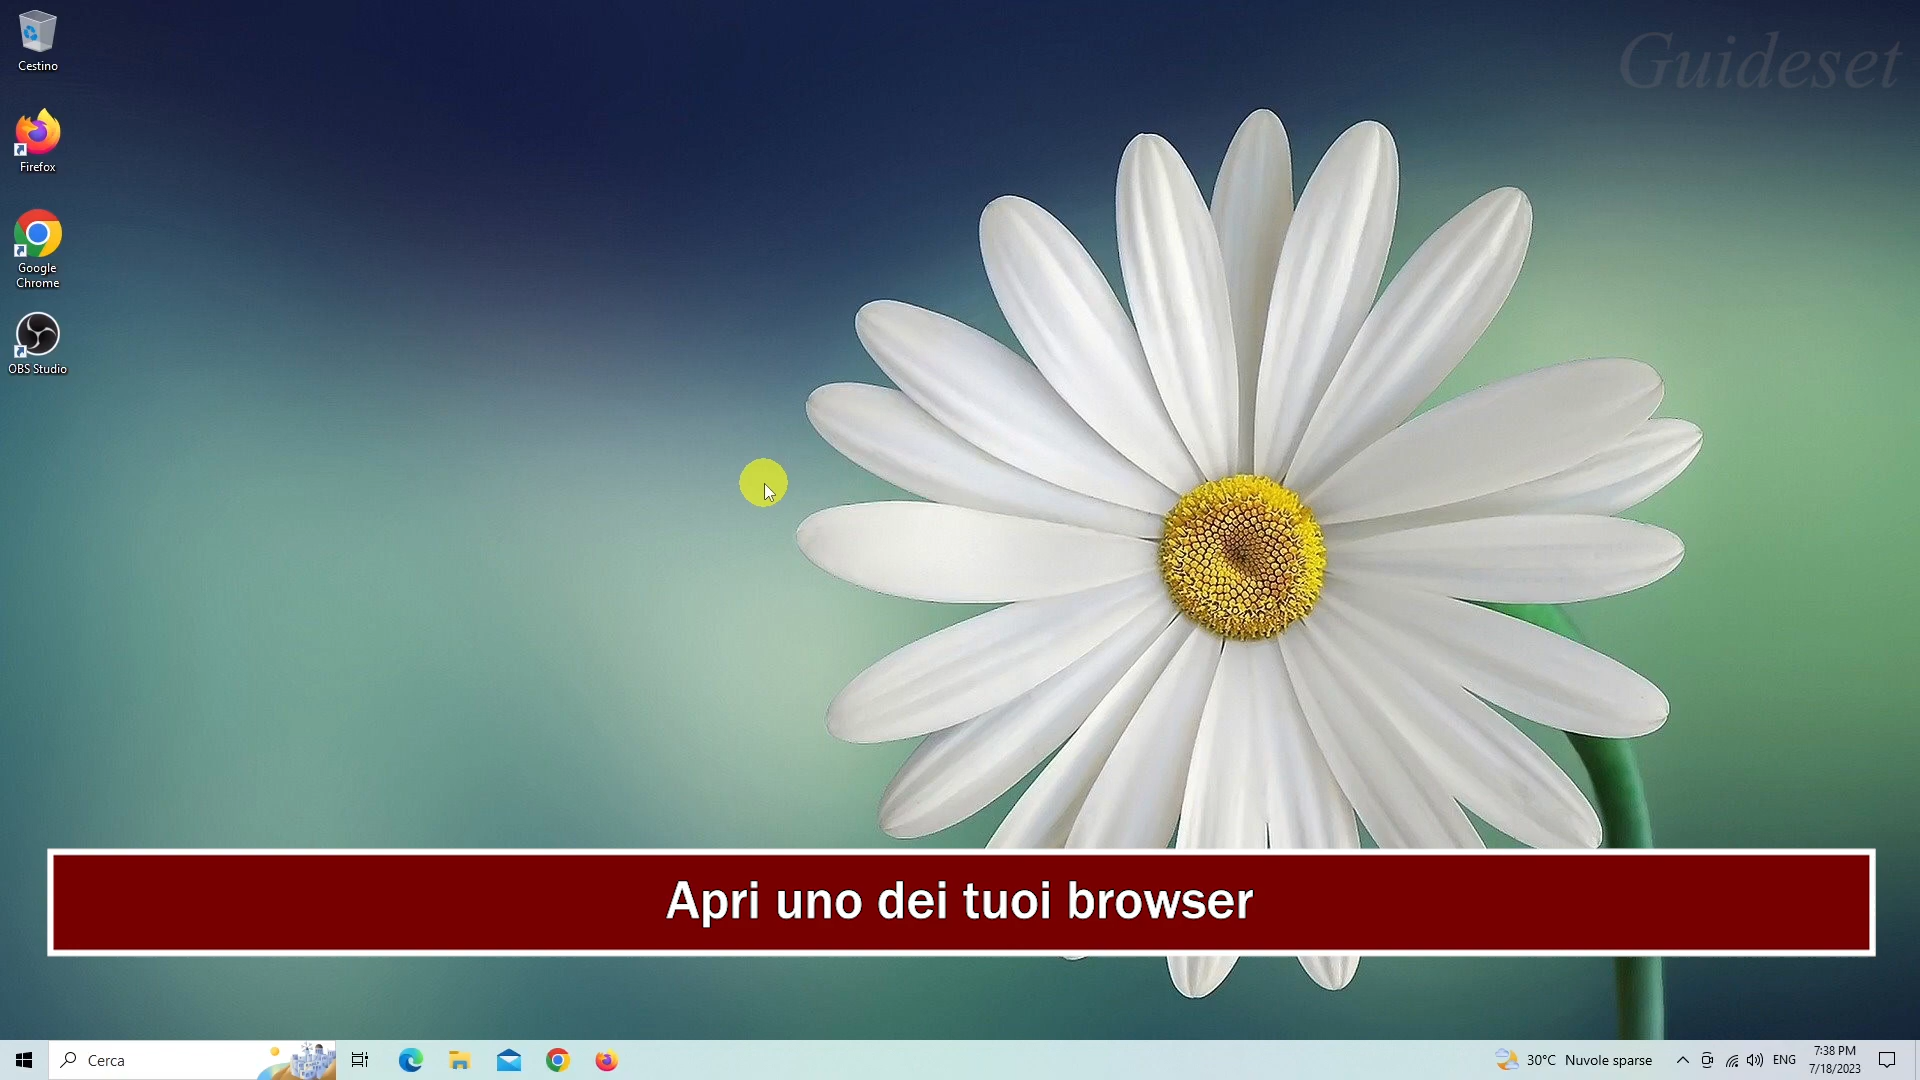 Guideset
Cestino
Firefox
Google
Chrome
OBS Studio
Apri uno dei tuoi browser
Cerca
30°C Nuvole sparse
ENG
7:38 PM
7/18/2023